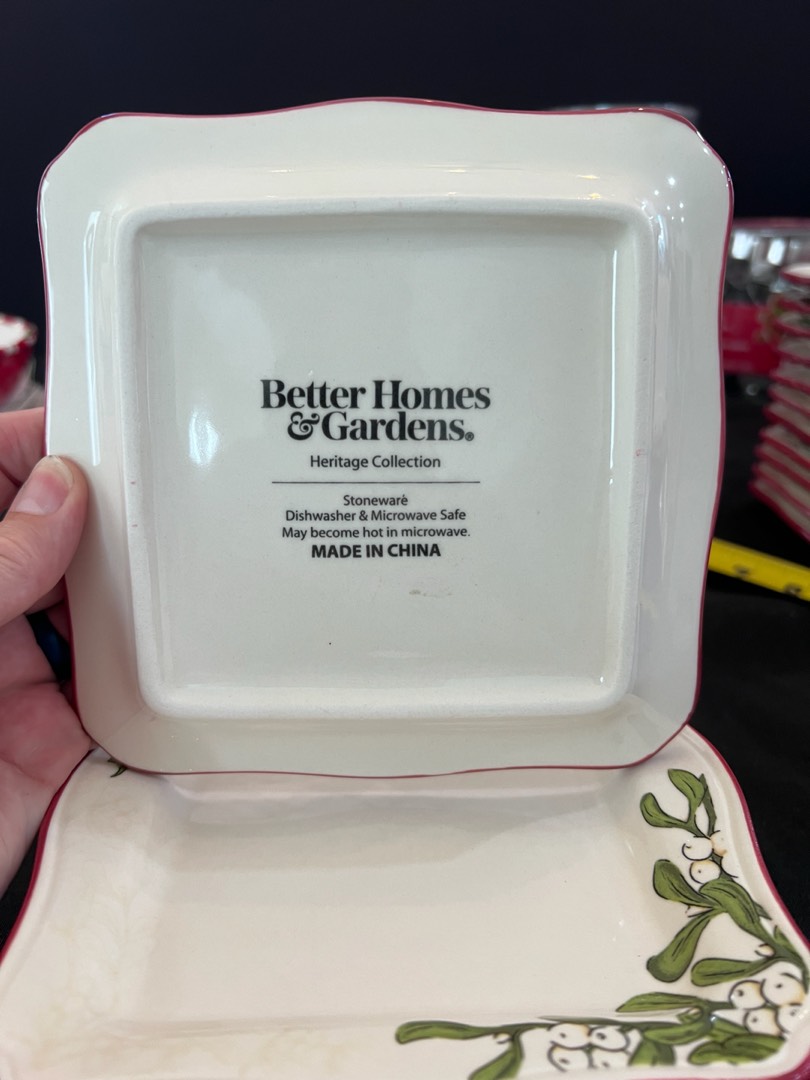 Better Homes
& Gardens®
Heritage Collection
Stoneware
Dishwasher & Microwave Safe
May become hot in microwave.
MADE IN CHINA